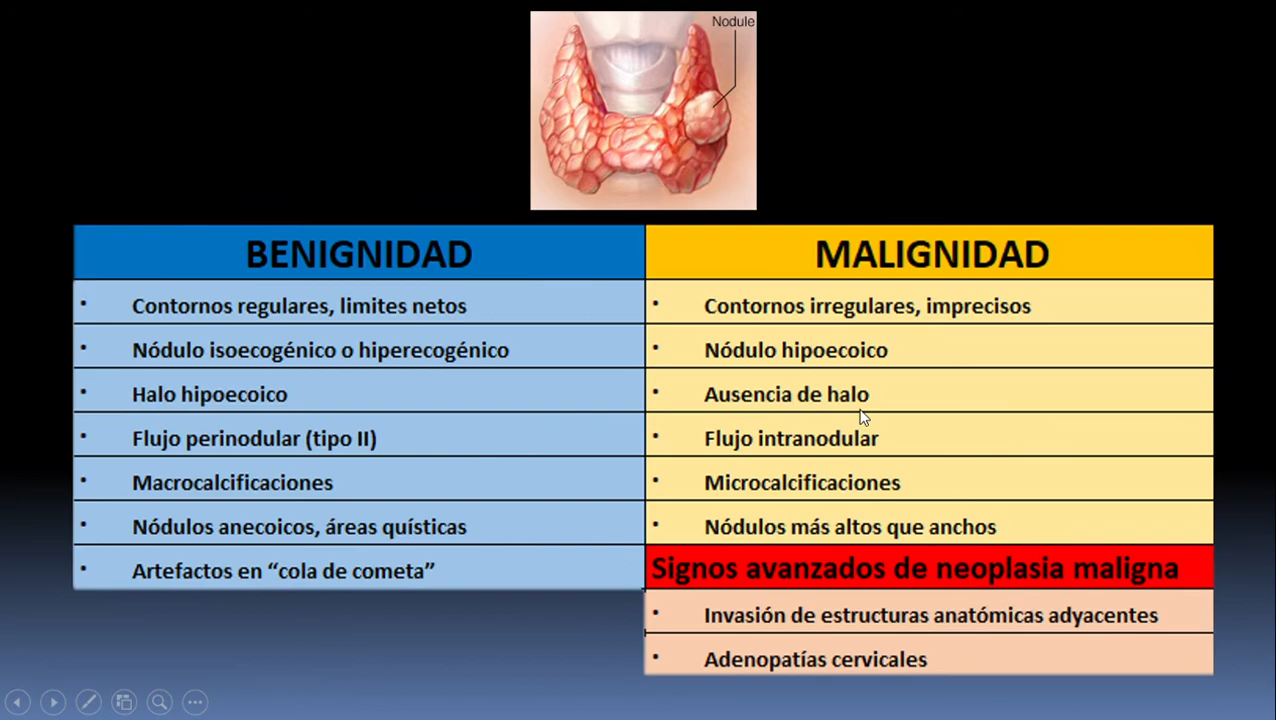 Nodule
BENIGNIDAD
• Contornos regulares, limites netos
• Nódulo isoecogénico o hiperecogénico
• Halo hipoecoico
• Flujo perinodular (tipo II)
• Macrocalcificaciones
• Nódulos anecoicos, áreas quísticas
• Artefactos en “cola de cometa”
MALIGNIDAD
• Contornos irregulares, imprecisos
• Nódulo hipoecoico
• Ausencia de halo
• Flujo intranodular
• Microcalcificaciones
• Nódulos más altos que anchos
Signos avanzados de neoplasia maligna
• Invasión de estructuras anatómicas adyacentes
• Adenopatías cervicales